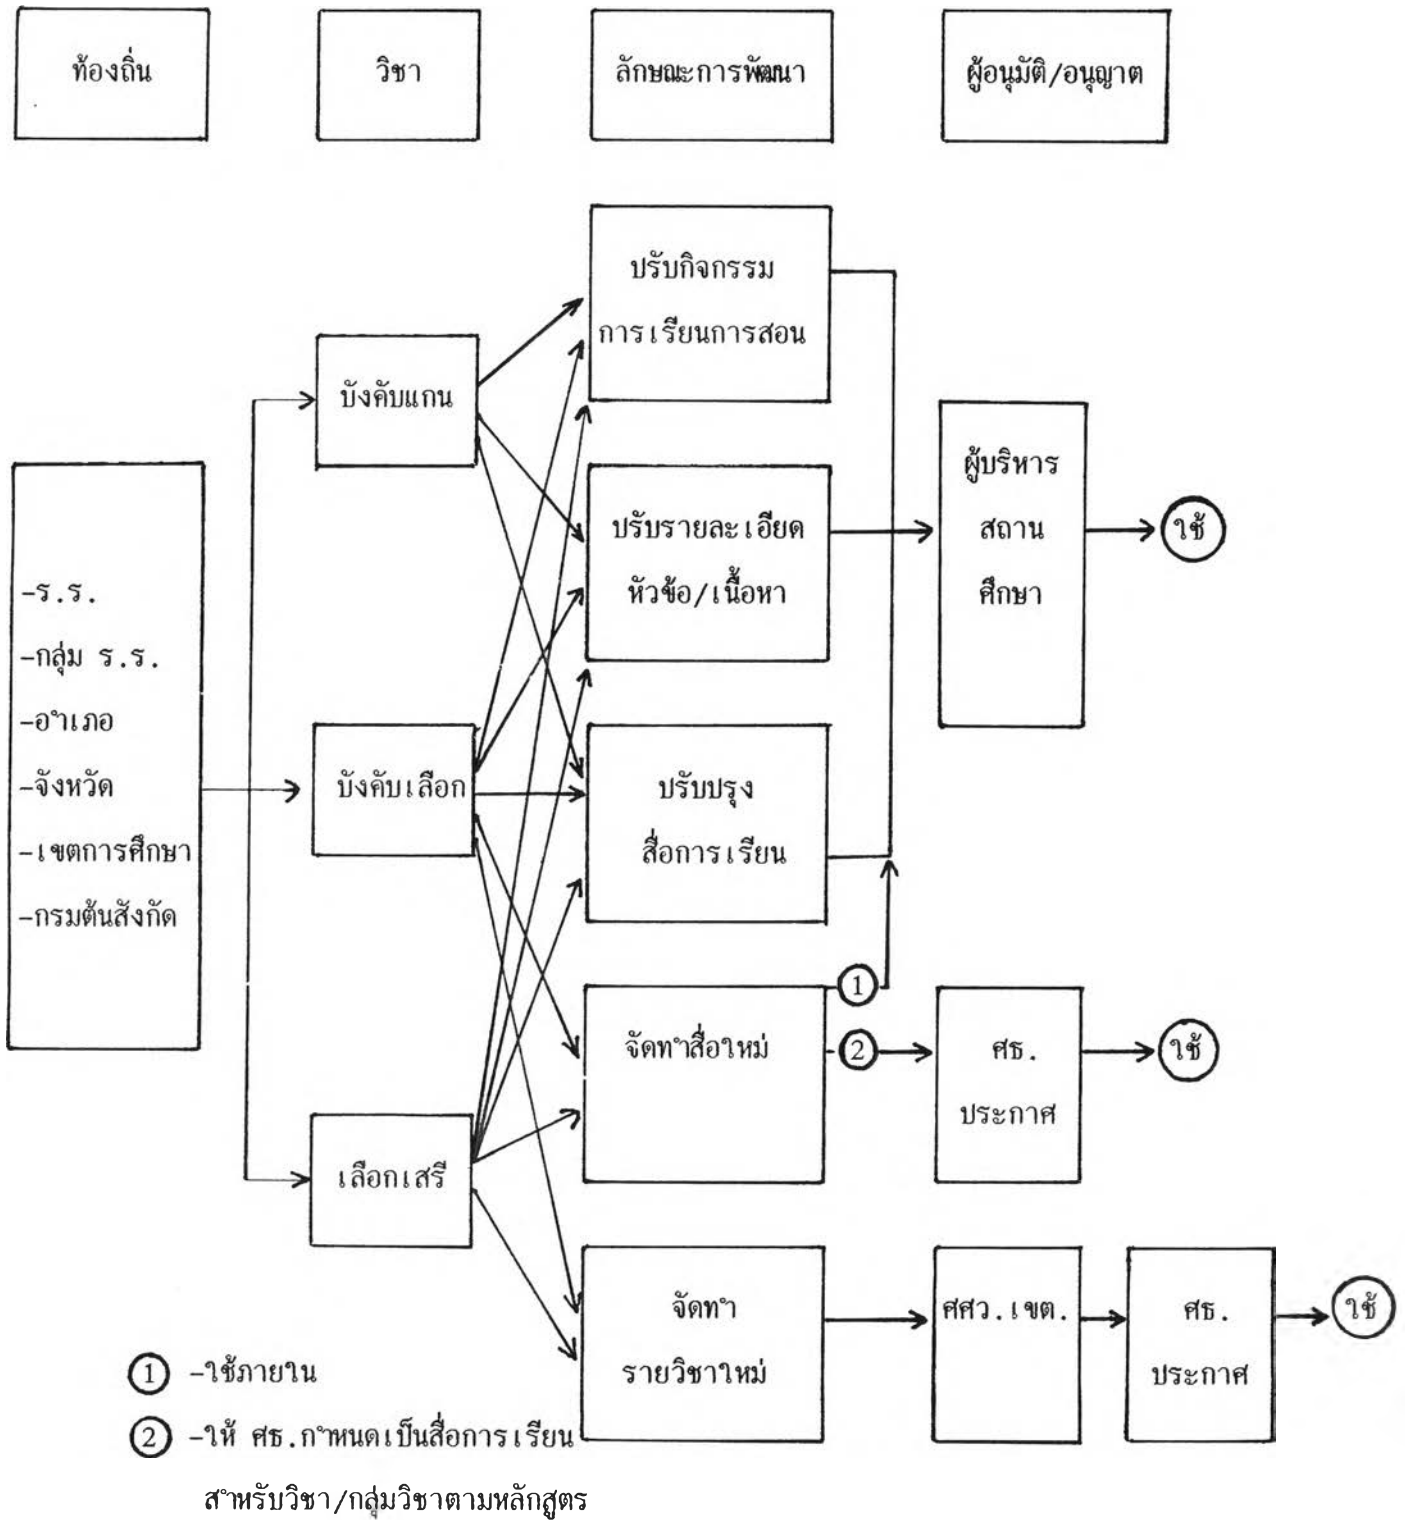 ท้องถิ่น
วิชา
ลักษณะการพัฒนา
ผู้อนุมัติ/อนุญาต
ปรับกิจกรรม
การเรียนการสอน
บังคับแกน
ปรับรายละเอียด
หัวข้อ/เนื้อหา
ผู้บริหาร
สถาน
ศึกษา
ใช้
-ร.ร.
-กลุ่ม ร.ร.
-อำเภอ
-จังหวัด
-เขตการศึกษา
-กรมต้นสังกัด
บังคับเลือก
ปรับปรุง
สื่อการเรียน
จัดทำสื่อใหม่
1
2
ศธ.
ประกาศ
ใช้
เลือกเสรี
จัดทำ
รายวิชาใหม่
ศศว.เขต.
ศธ.
ประกาศ
ใช้
1 -ใช้ภายใน
2 -ให้ ศธ.กำหนดเป็นสื่อการเรียน
สำหรับวิชา/กลุ่มวิชาตามหลักสูตร